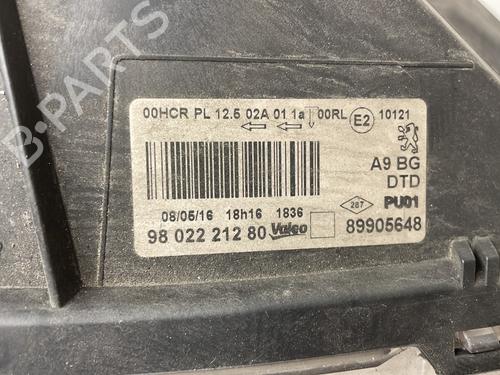 00HCR PL 12.5 02A 01 1a 00RL E2 10121
A9 BG
DTD
08/05/16 18h16 1836 287 PU01
98 022 212 80 Valeo 89905648